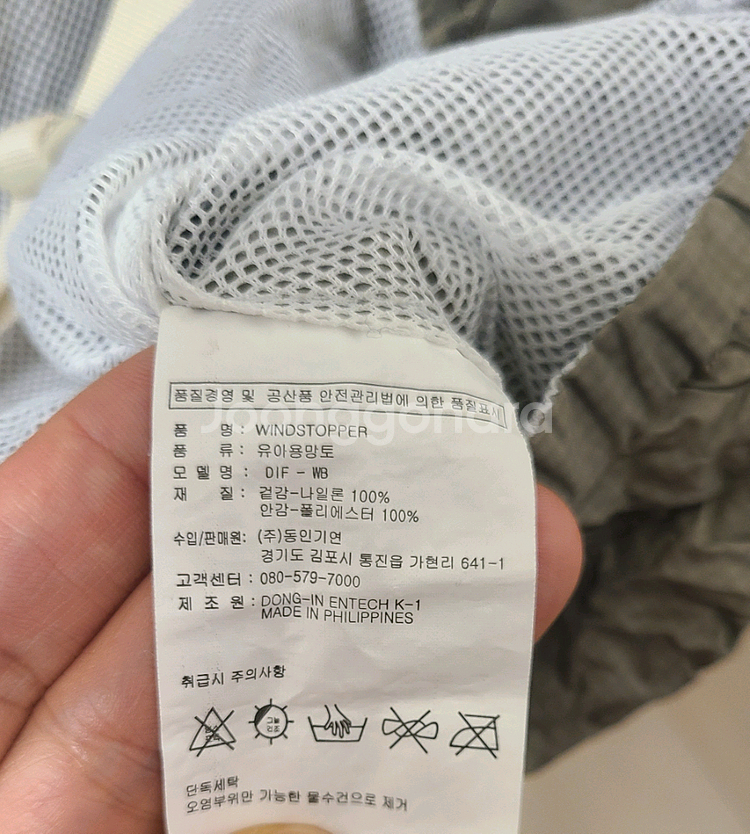 품질경영 및 공산품 안전관리법에 의한 품질표시
Joonggonara
품 명 : WINDSTOPPER
품 류 : 유아용망토
모 델 명 : DIF - WB
재 질 : 겉감-나일론 100%
안감-폴리에스터 100%
수입/판매원: (주)동인기연
경기도 김포시 통진읍 가현리 641-1
고객센터 : 080-579-7000
제 조 원 : DONG-IN ENTECH K-1
MADE IN PHILIPPINES
취급시 주의사항
단독세탁
오염부위만 가능한 물수건으로 제거